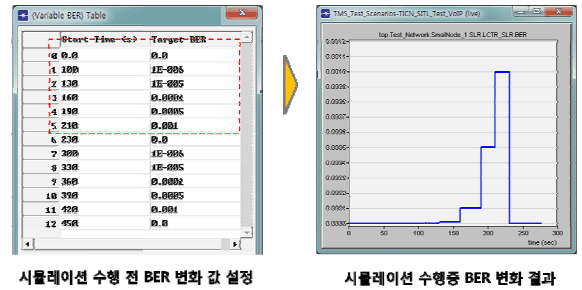 (Variable BER) Table
Start Time (s) Target BER
0 0.0 0.0
1 100 1E-006
2 130 1E-005
3 160 0.0001
4 190 0.0005
5 210 0.001
6 230 0.0
7 300 1E-006
8 330 1E-005
9 360 0.0001
10 390 0.0005
11 420 0.001
12 450 0.0
시뮬레이션 수행 전 BER 변화 값 설정
TMS_Test_Scenarios-TICN_SITL_Test_VoIP (live)
top.Test_Network.SmallNode_1.SLR.LCTR_SLR.BER
0.0012
0.0011
0.0010
0.0009
0.0008
0.0007
0.0006
0.0005
0.0004
0.0003
0.0002
0.0001
0.0000
0 50 100 150 200 250 300
time (sec)
시뮬레이션 수행중 BER 변화 결과